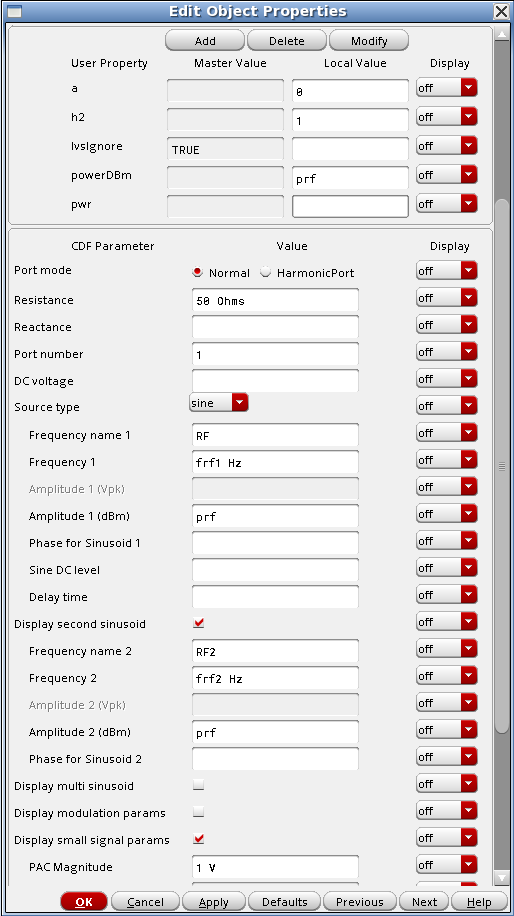 Edit Object Properties
Add Delete Modify
User Property Master Value Local Value Display
a 0 off
h2 1 off
lvsIgnore TRUE off
powerDBm prf off
pwr off
CDF Parameter Value Display
Port mode Normal HarmonicPort off
Resistance 50 Ohms off
Reactance off
Port number 1 off
DC voltage off
Source type sine off
Frequency name 1 RF off
Frequency 1 frf1 Hz off
Amplitude 1 (Vpk) off
Amplitude 1 (dBm) prf off
Phase for Sinusoid 1 off
Sine DC level off
Delay time off
Display second sinusoid off
Frequency name 2 RF2 off
Frequency 2 frf2 Hz off
Amplitude 2 (Vpk) off
Amplitude 2 (dBm) prf off
Phase for Sinusoid 2 off
Display multi sinusoid off
Display modulation params off
Display small signal params off
PAC Magnitude 1 V off
OK Cancel Apply Defaults Previous Next Help